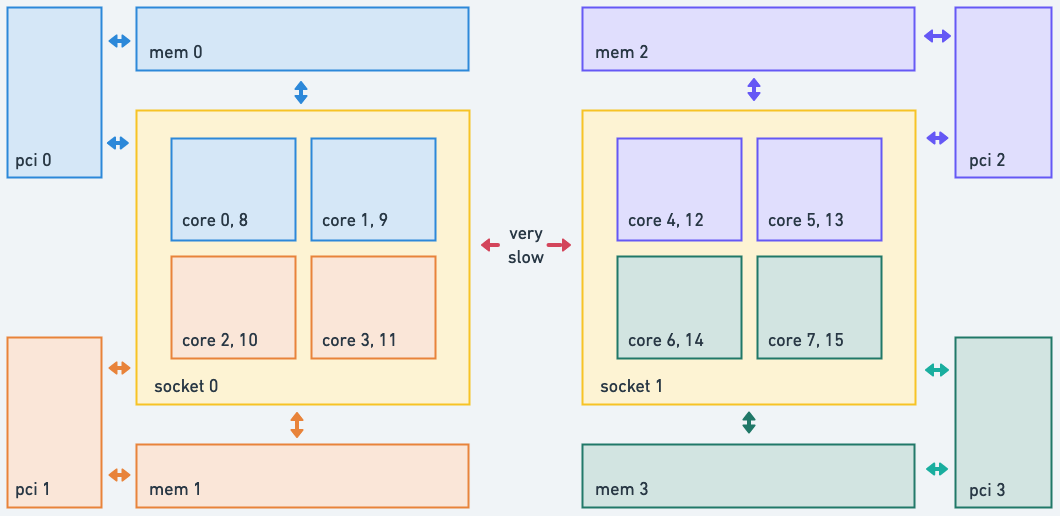 mem 0
pci 0
core 0, 8
core 1, 9
core 2, 10
core 3, 11
socket 0
pci 1
mem 1
very
slow
mem 2
pci 2
core 4, 12
core 5, 13
core 6, 14
core 7, 15
socket 1
mem 3
pci 3